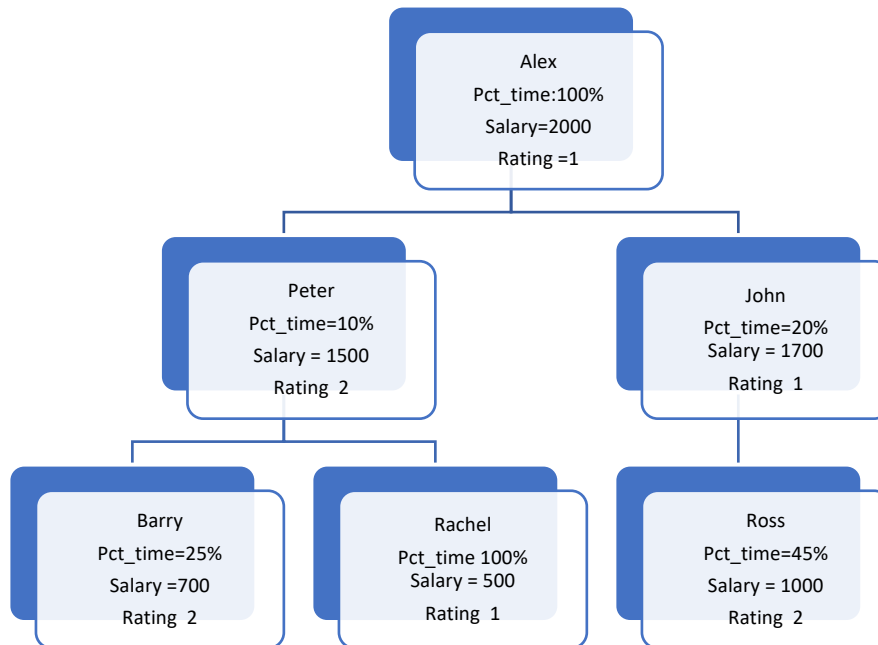 Alex
Pct_time:100%
Salary=2000
Rating =1
Peter
Pct_time=10%
Salary = 1500
Rating 2
John
Pct_time=20%
Salary = 1700
Rating 1
Barry
Pct_time=25%
Salary =700
Rating 2
Rachel
Pct_time 100%
Salary = 500
Rating 1
Ross
Pct_time=45%
Salary = 1000
Rating 2